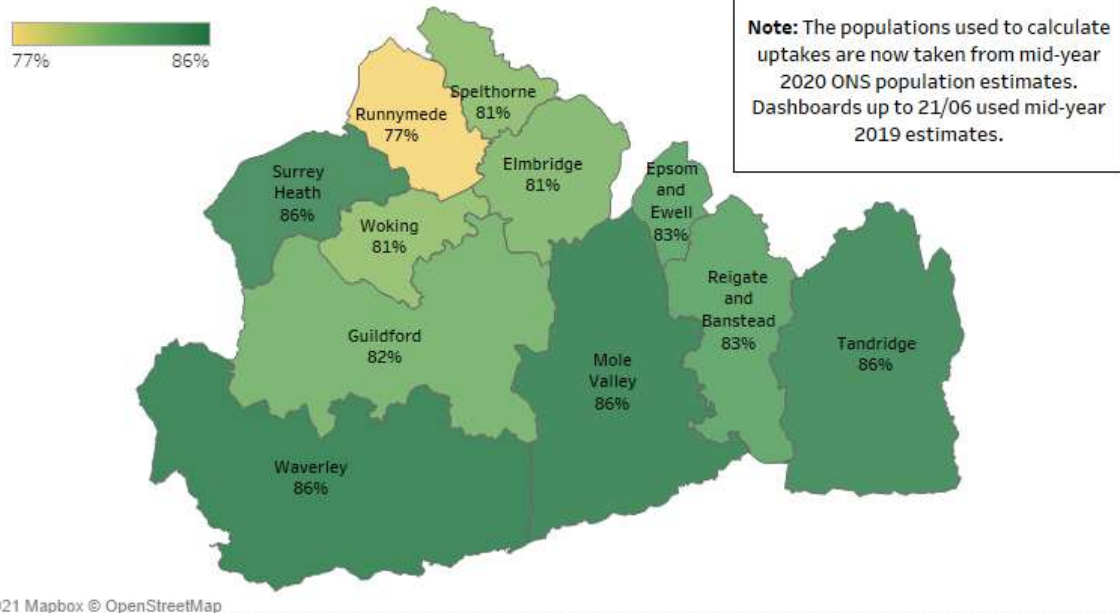 77%
86%
Note: The populations used to calculate
uptakes are now taken from mid-year
2020 ONS population estimates.
Dashboards up to 21/06 used mid-year
2019 estimates.
Spelthorne
81%
Runnymede
77%
Elmbridge
81%
Surrey
Heath
86%
Epsom
and
Ewell
83%
Woking
81%
Reigate
and
Banstead
83%
Guildford
82%
Tandridge
86%
Mole
Valley
86%
Waverley
86%
21 Mapbox © OpenStreetMap